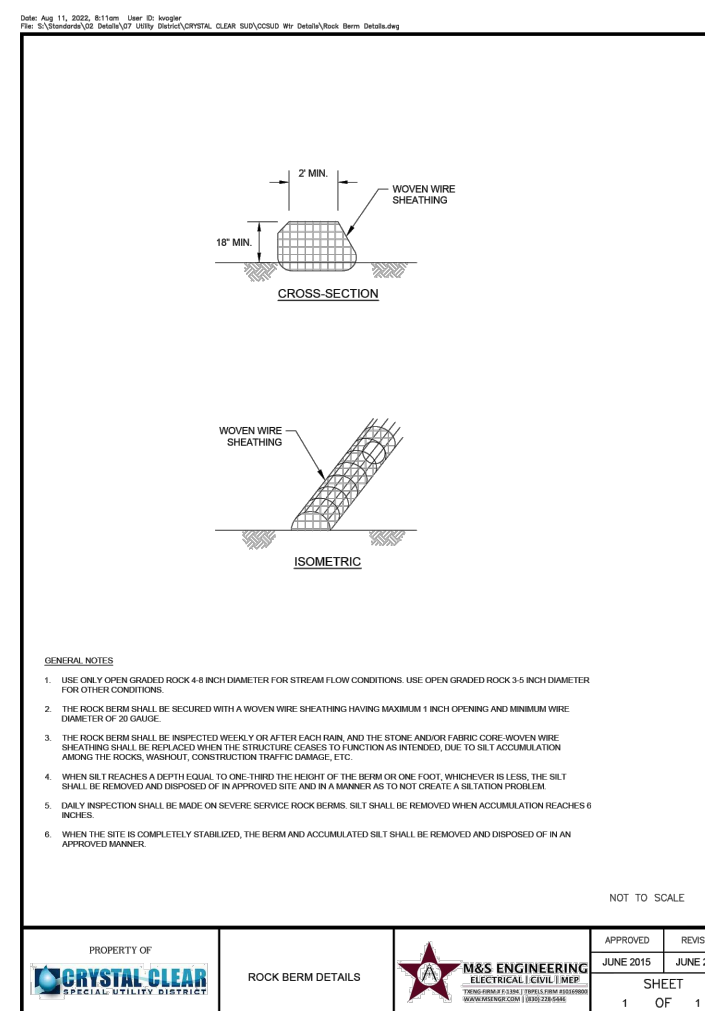 Date: Aug 11, 2022, 8:11am User ID: kvogler
File: S:\Standards\02 Details\07 Utility District\CRYSTAL CLEAR SUD\CCSUD Wtr Details\Rock Berm Details.dwg
2' MIN.
WOVEN WIRE
SHEATHING
18" MIN.
CROSS-SECTION
WOVEN WIRE
SHEATHING
ISOMETRIC
GENERAL NOTES
1. USE ONLY OPEN GRADED ROCK 4-8 INCH DIAMETER FOR STREAM FLOW CONDITIONS. USE OPEN GRADED ROCK 3-5 INCH DIAMETER
FOR OTHER CONDITIONS.
2. THE ROCK BERM SHALL BE SECURED WITH A WOVEN WIRE SHEATHING HAVING MAXIMUM 1 INCH OPENING AND MINIMUM WIRE
DIAMETER OF 20 GAUGE.
3. THE ROCK BERM SHALL BE INSPECTED WEEKLY OR AFTER EACH RAIN, AND THE STONE AND/OR FABRIC CORE-WOVEN WIRE
SHEATHING SHALL BE REPLACED WHEN THE STRUCTURE CEASES TO FUNCTION AS INTENDED, DUE TO SILT ACCUMULATION
AMONG THE ROCKS, WASHOUT, CONSTRUCTION TRAFFIC DAMAGE, ETC.
4. WHEN SILT REACHES A DEPTH EQUAL TO ONE-THIRD THE HEIGHT OF THE BERM OR ONE FOOT, WHICHEVER IS LESS, THE SILT
SHALL BE REMOVED AND DISPOSED OF IN APPROVED SITE AND IN A MANNER AS TO NOT CREATE A SILTATION PROBLEM.
5. DAILY INSPECTION SHALL BE MADE ON SEVERE SERVICE ROCK BERMS. SILT SHALL BE REMOVED WHEN ACCUMULATION REACHES 6
INCHES.
6. WHEN THE SITE IS COMPLETELY STABILIZED, THE BERM AND ACCUMULATED SILT SHALL BE REMOVED AND DISPOSED OF IN AN
APPROVED MANNER.
NOT TO SCALE
PROPERTY OF
CRYSTAL CLEAR
SPECIAL UTILITY DISTRICT
ROCK BERM DETAILS
M&S ENGINEERING
ELECTRICAL | CIVIL | MEP
TXENG FIRM # F-1394 | TBPELS FIRM #10169800
WWW.MSENGR.COM | (830) 228-5446
APPROVED REVIS
JUNE 2015 JUNE 2
SHEET
1 OF 1